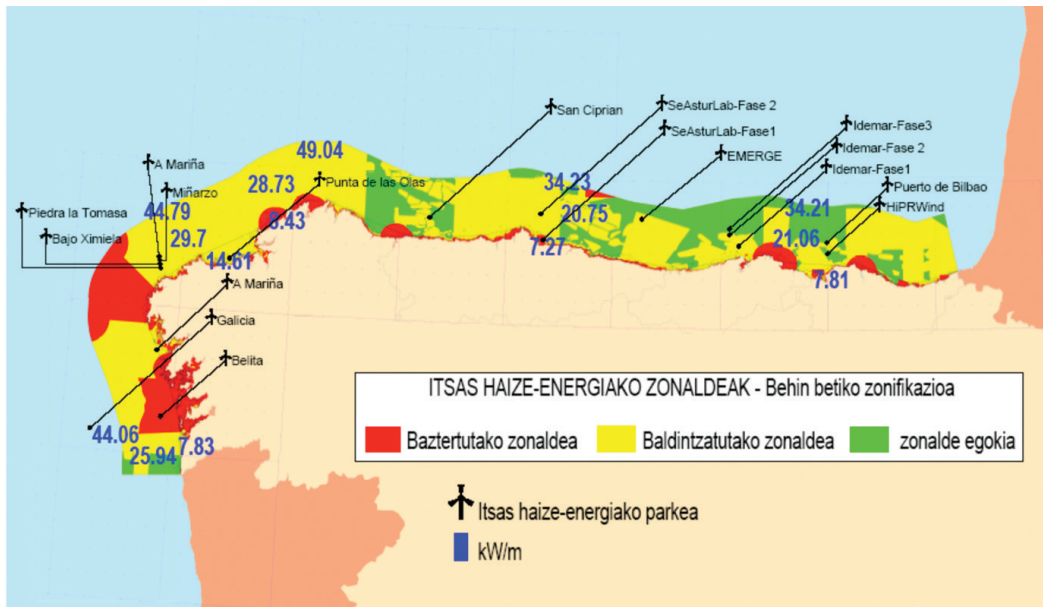 49.04
San Ciprian
SeAsturLab-Fase 2
SeAsturLab-Fase1
EMERGE
Idemar-Fase3
Idemar-Fase 2
Idemar-Fase1
Puerto de Bilbao
HiPRWind
A Mariña
28.73
Punta de las Olas
34.23
Miñarzo
44.79
Piedra la Tomasa
8.43
20.75
34.21
Bajo Ximiela
29.7
7.27
21.06
14.61
7.81
A Mariña
Galicia
Belita
44.06
7.83
25.94
ITSAS HAIZE-ENERGIAKO ZONALDEAK - Behin betiko zonifikazioa
Baztertutako zonaldea
Baldintzatutako zonaldea
zonalde egokia
Itsas haize-energiako parkea
kW/m